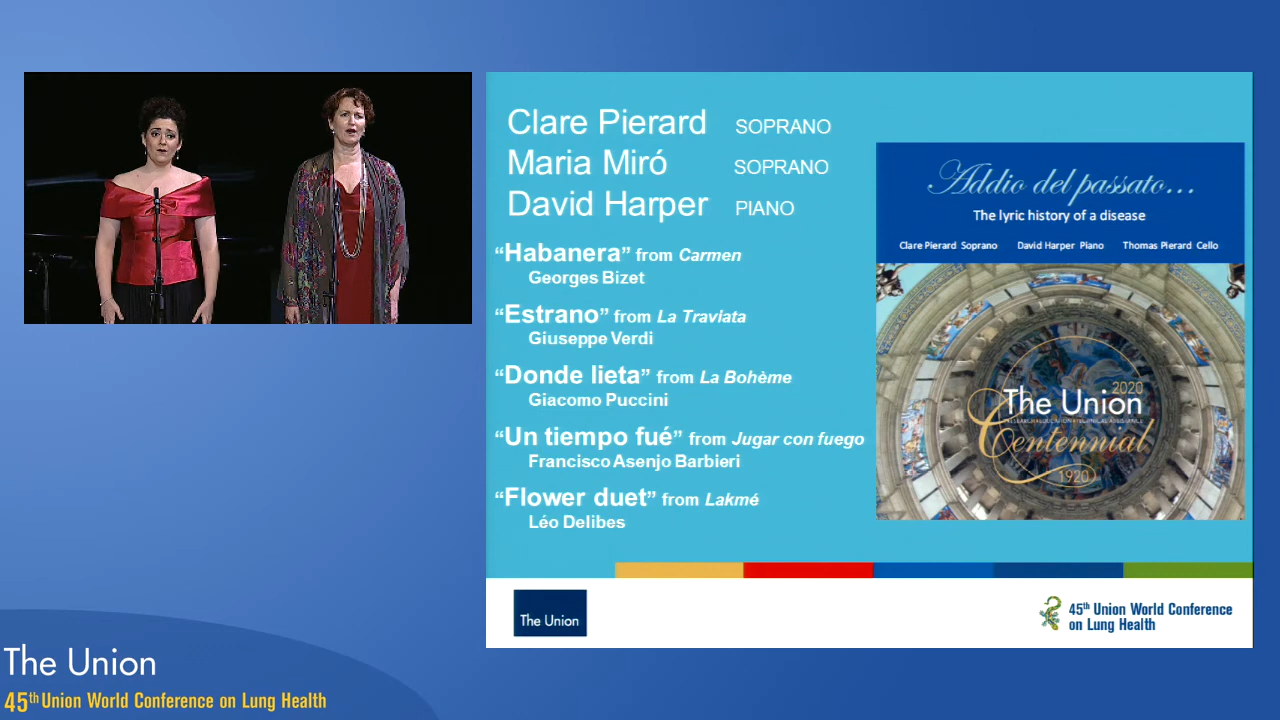 Clare Pierard SOPRANO
Maria Miró SOPRANO
David Harper PIANO
“Habanera” from Carmen
Georges Bizet
“Estrano” from La Traviata
Giuseppe Verdi
“Donde lieta” from La Bohème
Giacomo Puccini
“Un tiempo fué” from Jugar con fuego
Francisco Asenjo Barbieri
“Flower duet” from Lakmé
Léo Delibes
Addio del passato...
The lyric history of a disease
Clare Pierard Soprano David Harper Piano Thomas Pierard Cello
2020
The Union
Centennial
1920
The Union
45th Union World Conference
on Lung Health
The Union
45th Union World Conference on Lung Health